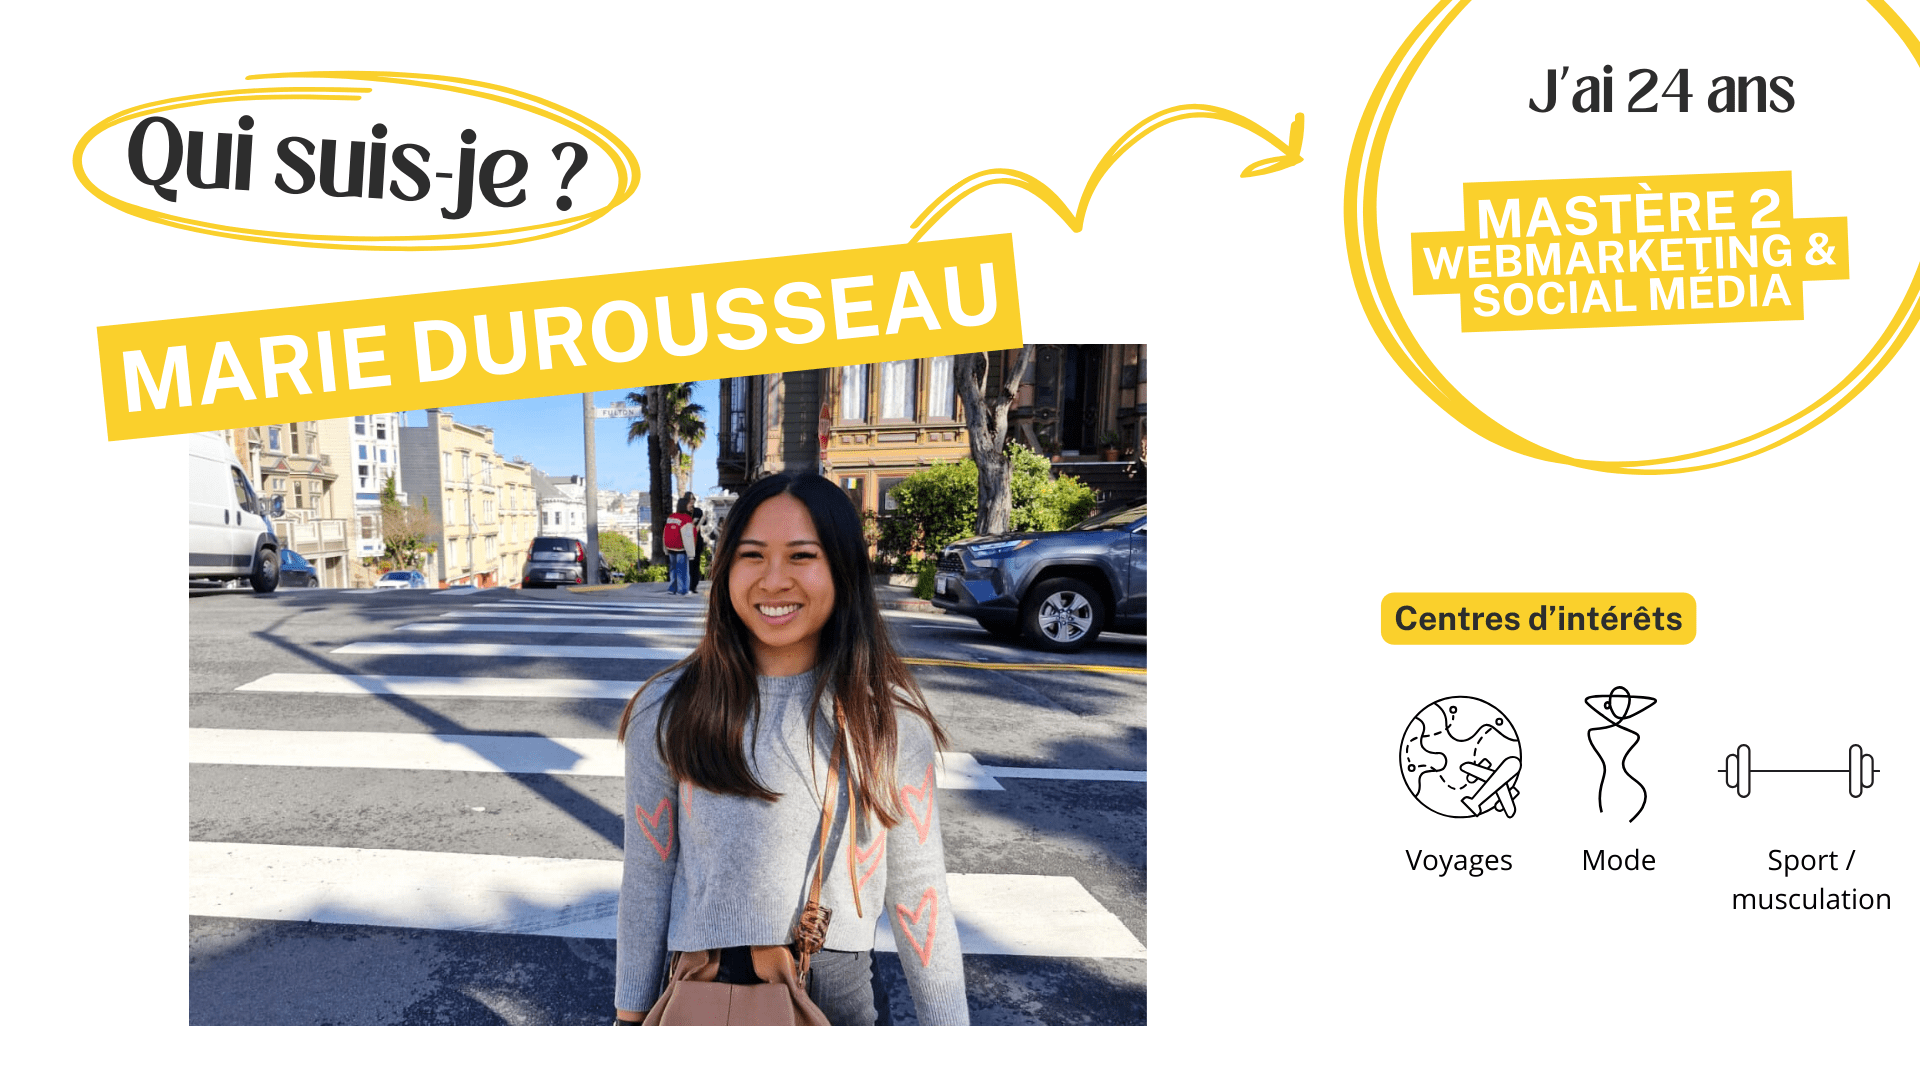 Qui suis-je ?
MARIE DUROUSSEAU
FULTON
J'ai 24 ans
MASTÈRE 2
WEBMARKETING &
SOCIAL MÉDIA
Centres d’intérêts
Voyages
Mode
Sport /
musculation